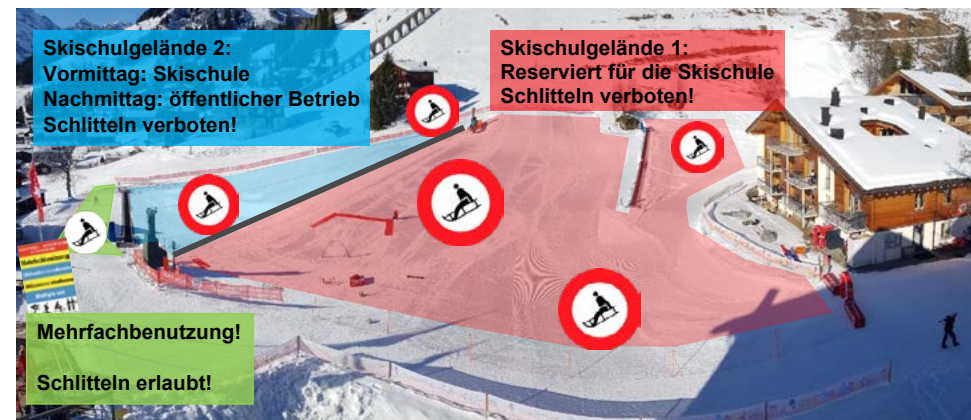 Skischulgelände 2:
Vormittag: Skischule
Nachmittag: öffentlicher Betrieb
Schlitteln verboten!
Skischulgelände 1:
Reserviert für die Skischule
Schlitteln verboten!
Mehrfachbenutzung!
Schlitteln erlaubt!